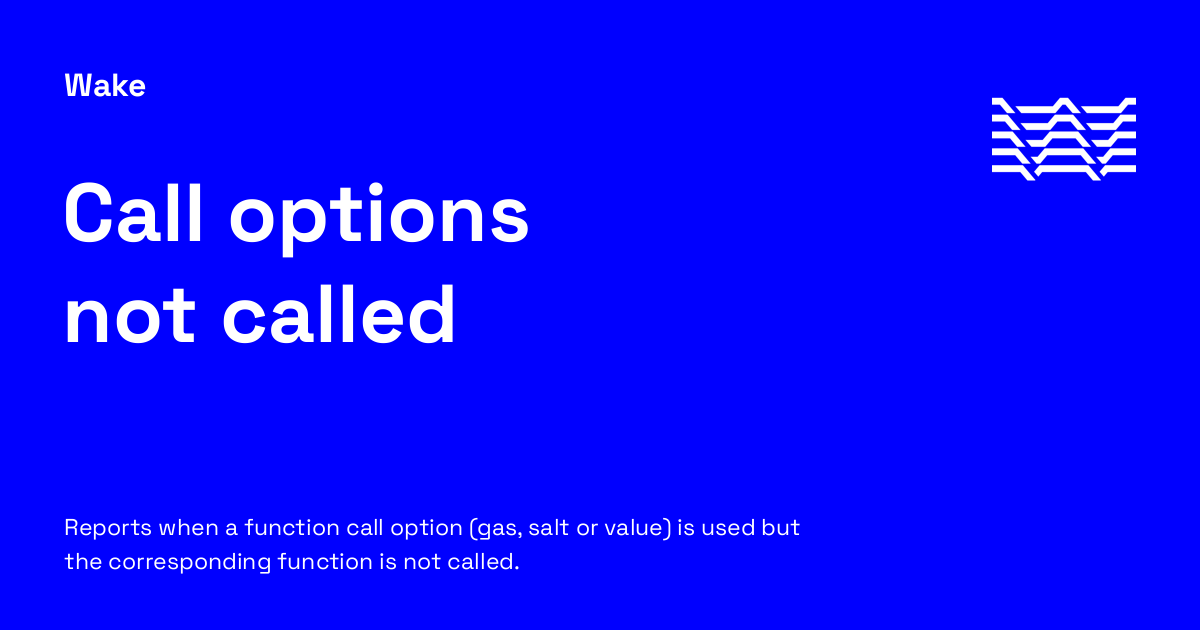 Wake
Call options
not called
Reports when a function call option (gas, salt or value) is used but
the corresponding function is not called.